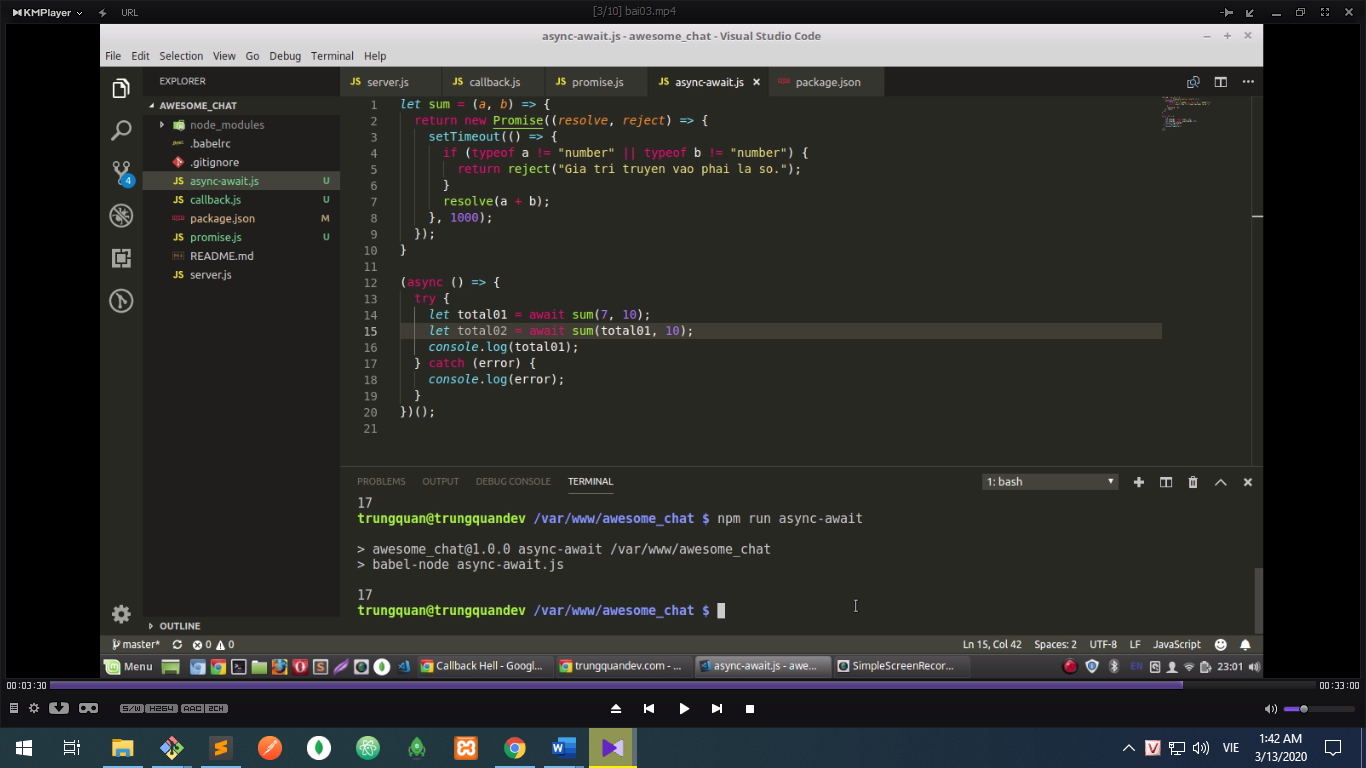 KMPlayer
URL
[3/10] bai03.mp4
async-await.js - awesome_chat - Visual Studio Code
File Edit Selection View Go Debug Terminal Help
EXPLORER
AWESOME_CHAT
node_modules
.babelrc
.gitignore
JS async-await.js U
JS callback.js U
package.json M
JS promise.js U
README.md
JS server.js
OUTLINE
4
JS server.js JS callback.js JS promise.js JS async-await.js package.json
1 let sum = (a, b) => {
2 return new Promise((resolve, reject) => {
3 setTimeout(() => {
4 if (typeof a != "number" || typeof b != "number") {
5 return reject("Gia tri truyen vao phai la so.");
6 }
7 resolve(a + b);
8 }, 1000);
9 });
10 }
11
12 (async () => {
13 try {
14 let total01 = await sum(7, 10);
15 let total02 = await sum(total01, 10);
16 console.log(total01);
17 } catch (error) {
18 console.log(error);
19 }
20 })();
21
PROBLEMS OUTPUT DEBUG CONSOLE TERMINAL
1: bash
17
trungquan@trungquandev /var/www/awesome_chat $ npm run async-await
> awesome_chat@1.0.0 async-await /var/www/awesome_chat
> babel-node async-await.js
17
trungquan@trungquandev /var/www/awesome_chat $
master* 0 0
Ln 15, Col 42 Spaces: 2 UTF-8 LF JavaScript
Menu
Callback Hell - Googl...
trungquandev.com - ...
async-await.js - awe...
SimpleScreenRecor...
EN
23:01
00:03:30
00:33:00
S/W H264 AAC 2CH
VIE
1:42 AM
3/13/2020